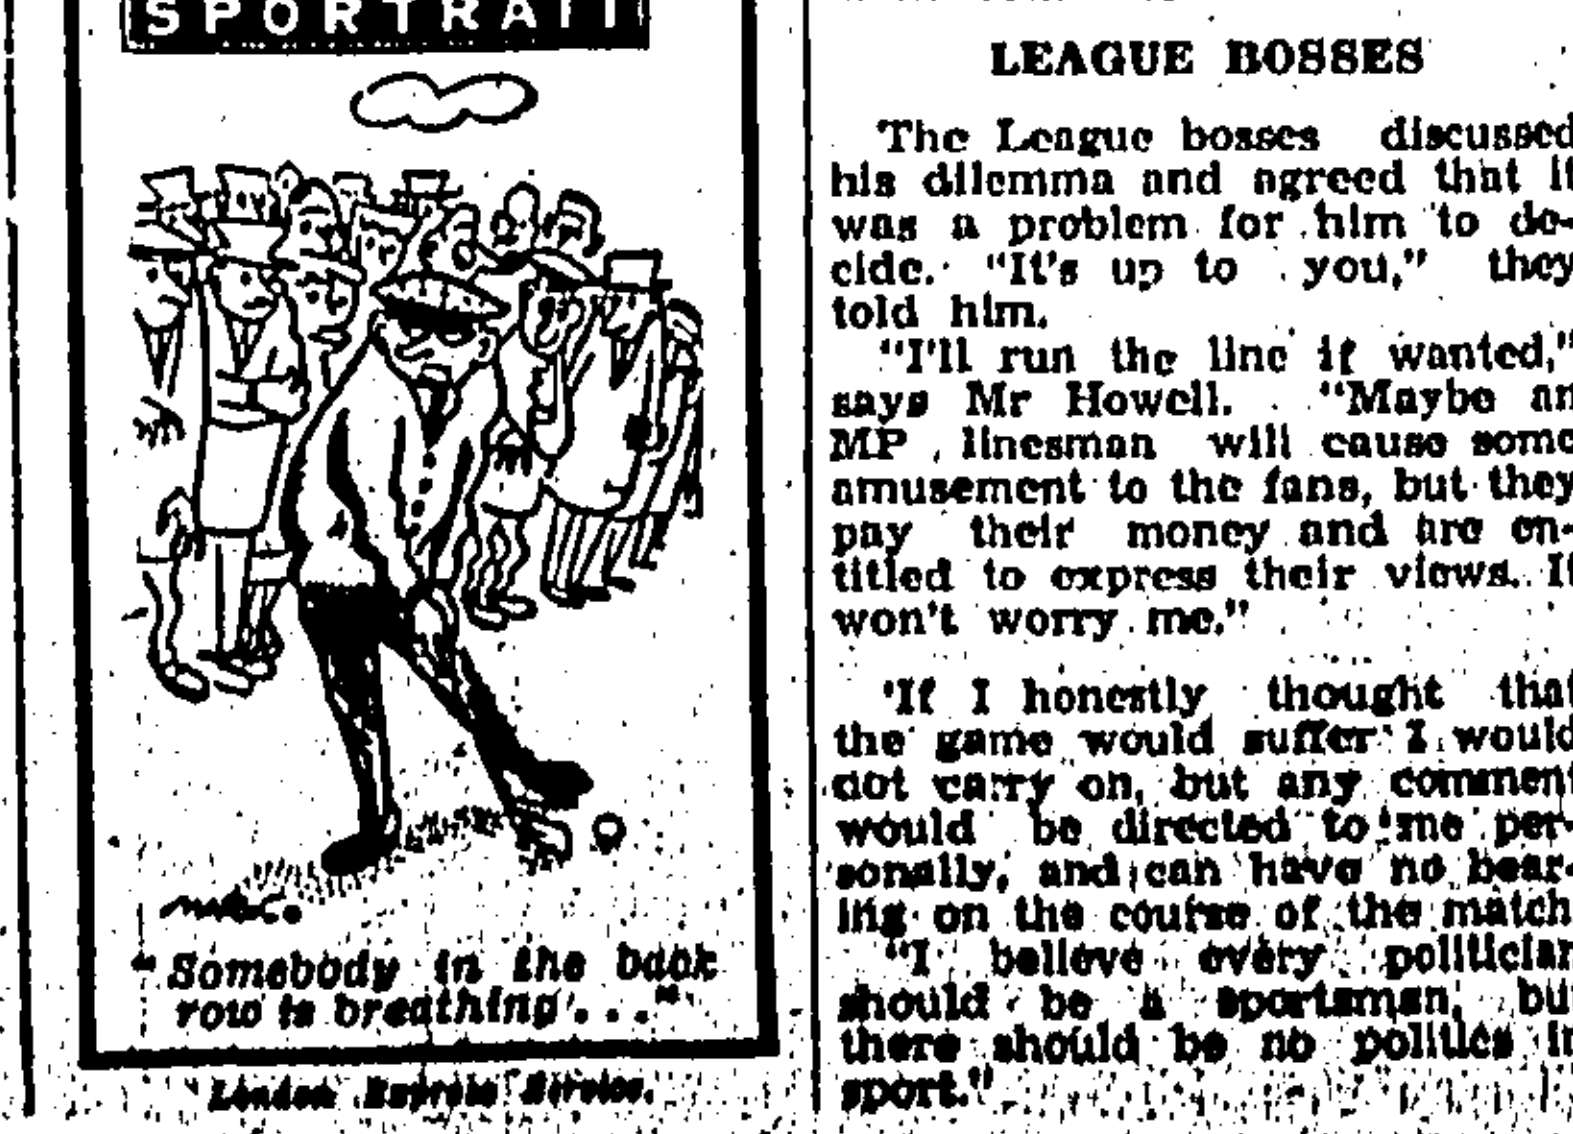 SPORTRAIT
"Somebody in the back
row is breathing . . ."
London Express Service.
LEAGUE BOSSES
The League bosses discussed
his dilemma and agreed that it
was a problem for him to de-
cide. "It's up to you," they
told him.
"I'll run the line if wanted,"
says Mr Howell. "Maybe an
MP linesman will cause some
amusement to the fans, but they
pay their money and are en-
titled to express their views. It
won't worry me."
'If I honestly thought that
the game would suffer I would
not carry on, but any comment
would be directed to me per-
sonally, and can have no bear-
ing on the course of the match.
"I believe every politician
should be a sportsman, but
there should be no politics in
sport."